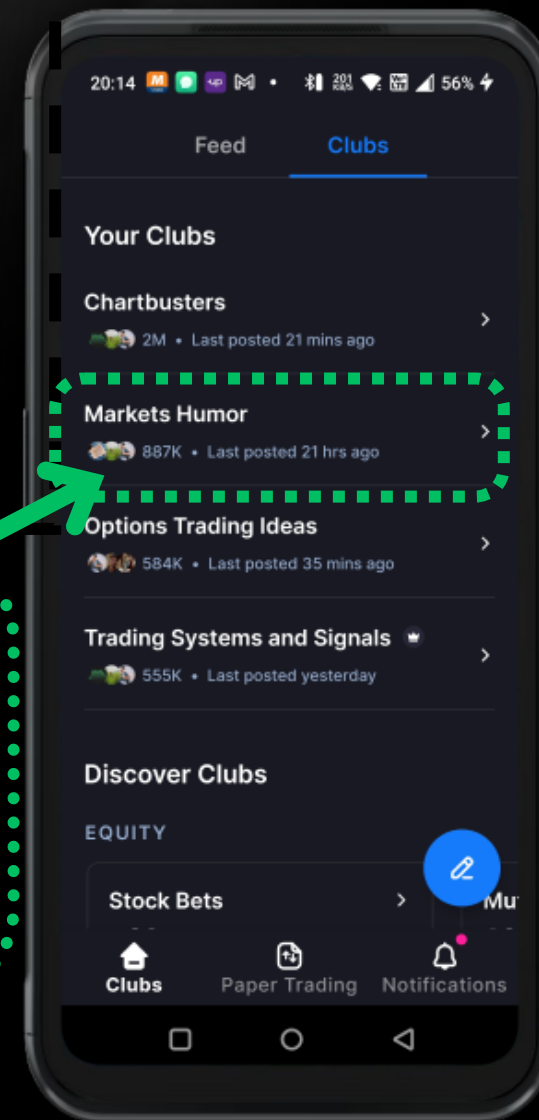 20:14
56%
Feed
Clubs
Your Clubs
Chartbusters
2M • Last posted 21 mins ago
Markets Humor
887K • Last posted 21 hrs ago
Options Trading Ideas
584K • Last posted 35 mins ago
Trading Systems and Signals
555K • Last posted yesterday
Discover Clubs
EQUITY
Stock Bets
Mu
Clubs
Paper Trading
Notifications